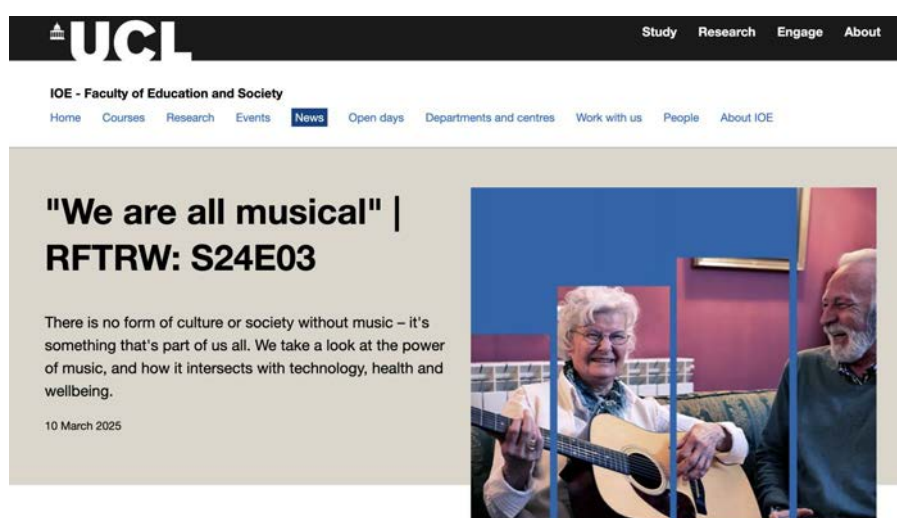 UCL
Study Research Engage About
IOE - Faculty of Education and Society
Home Courses Research Events News Open days Departments and centres Work with us People About IOE
"We are all musical" |
RFTRW: S24E03
There is no form of culture or society without music – it's
something that's part of us all. We take a look at the power
of music, and how it intersects with technology, health and
wellbeing.
10 March 2025